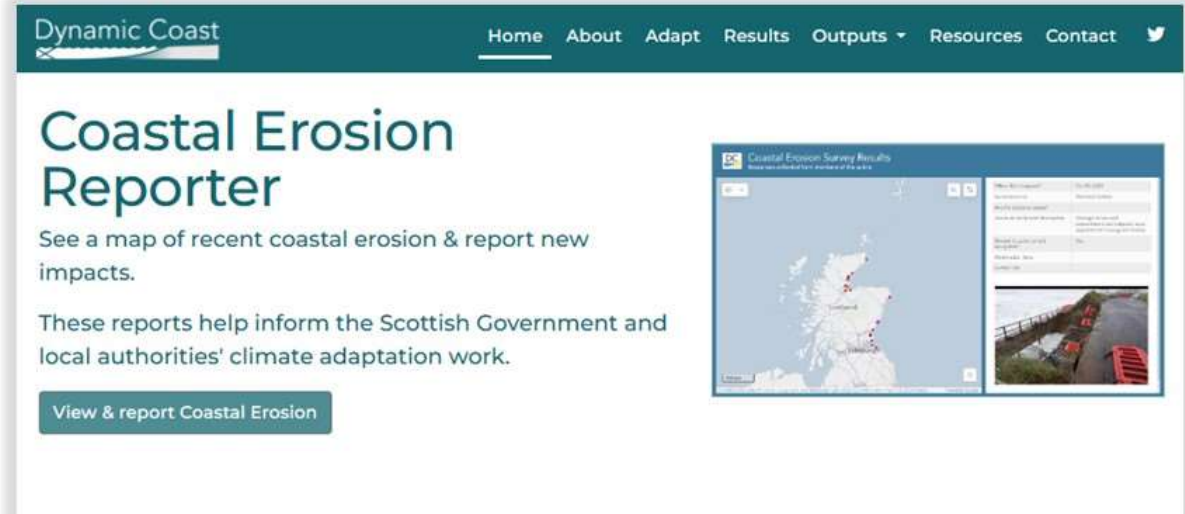 Dynamic Coast
Home About Adapt Results Outputs Resources Contact
Coastal Erosion
Reporter
See a map of recent coastal erosion & report new
impacts.
These reports help inform the Scottish Government and
local authorities' climate adaptation work.
View & report Coastal Erosion
DC Coastal Erosion Survey Results